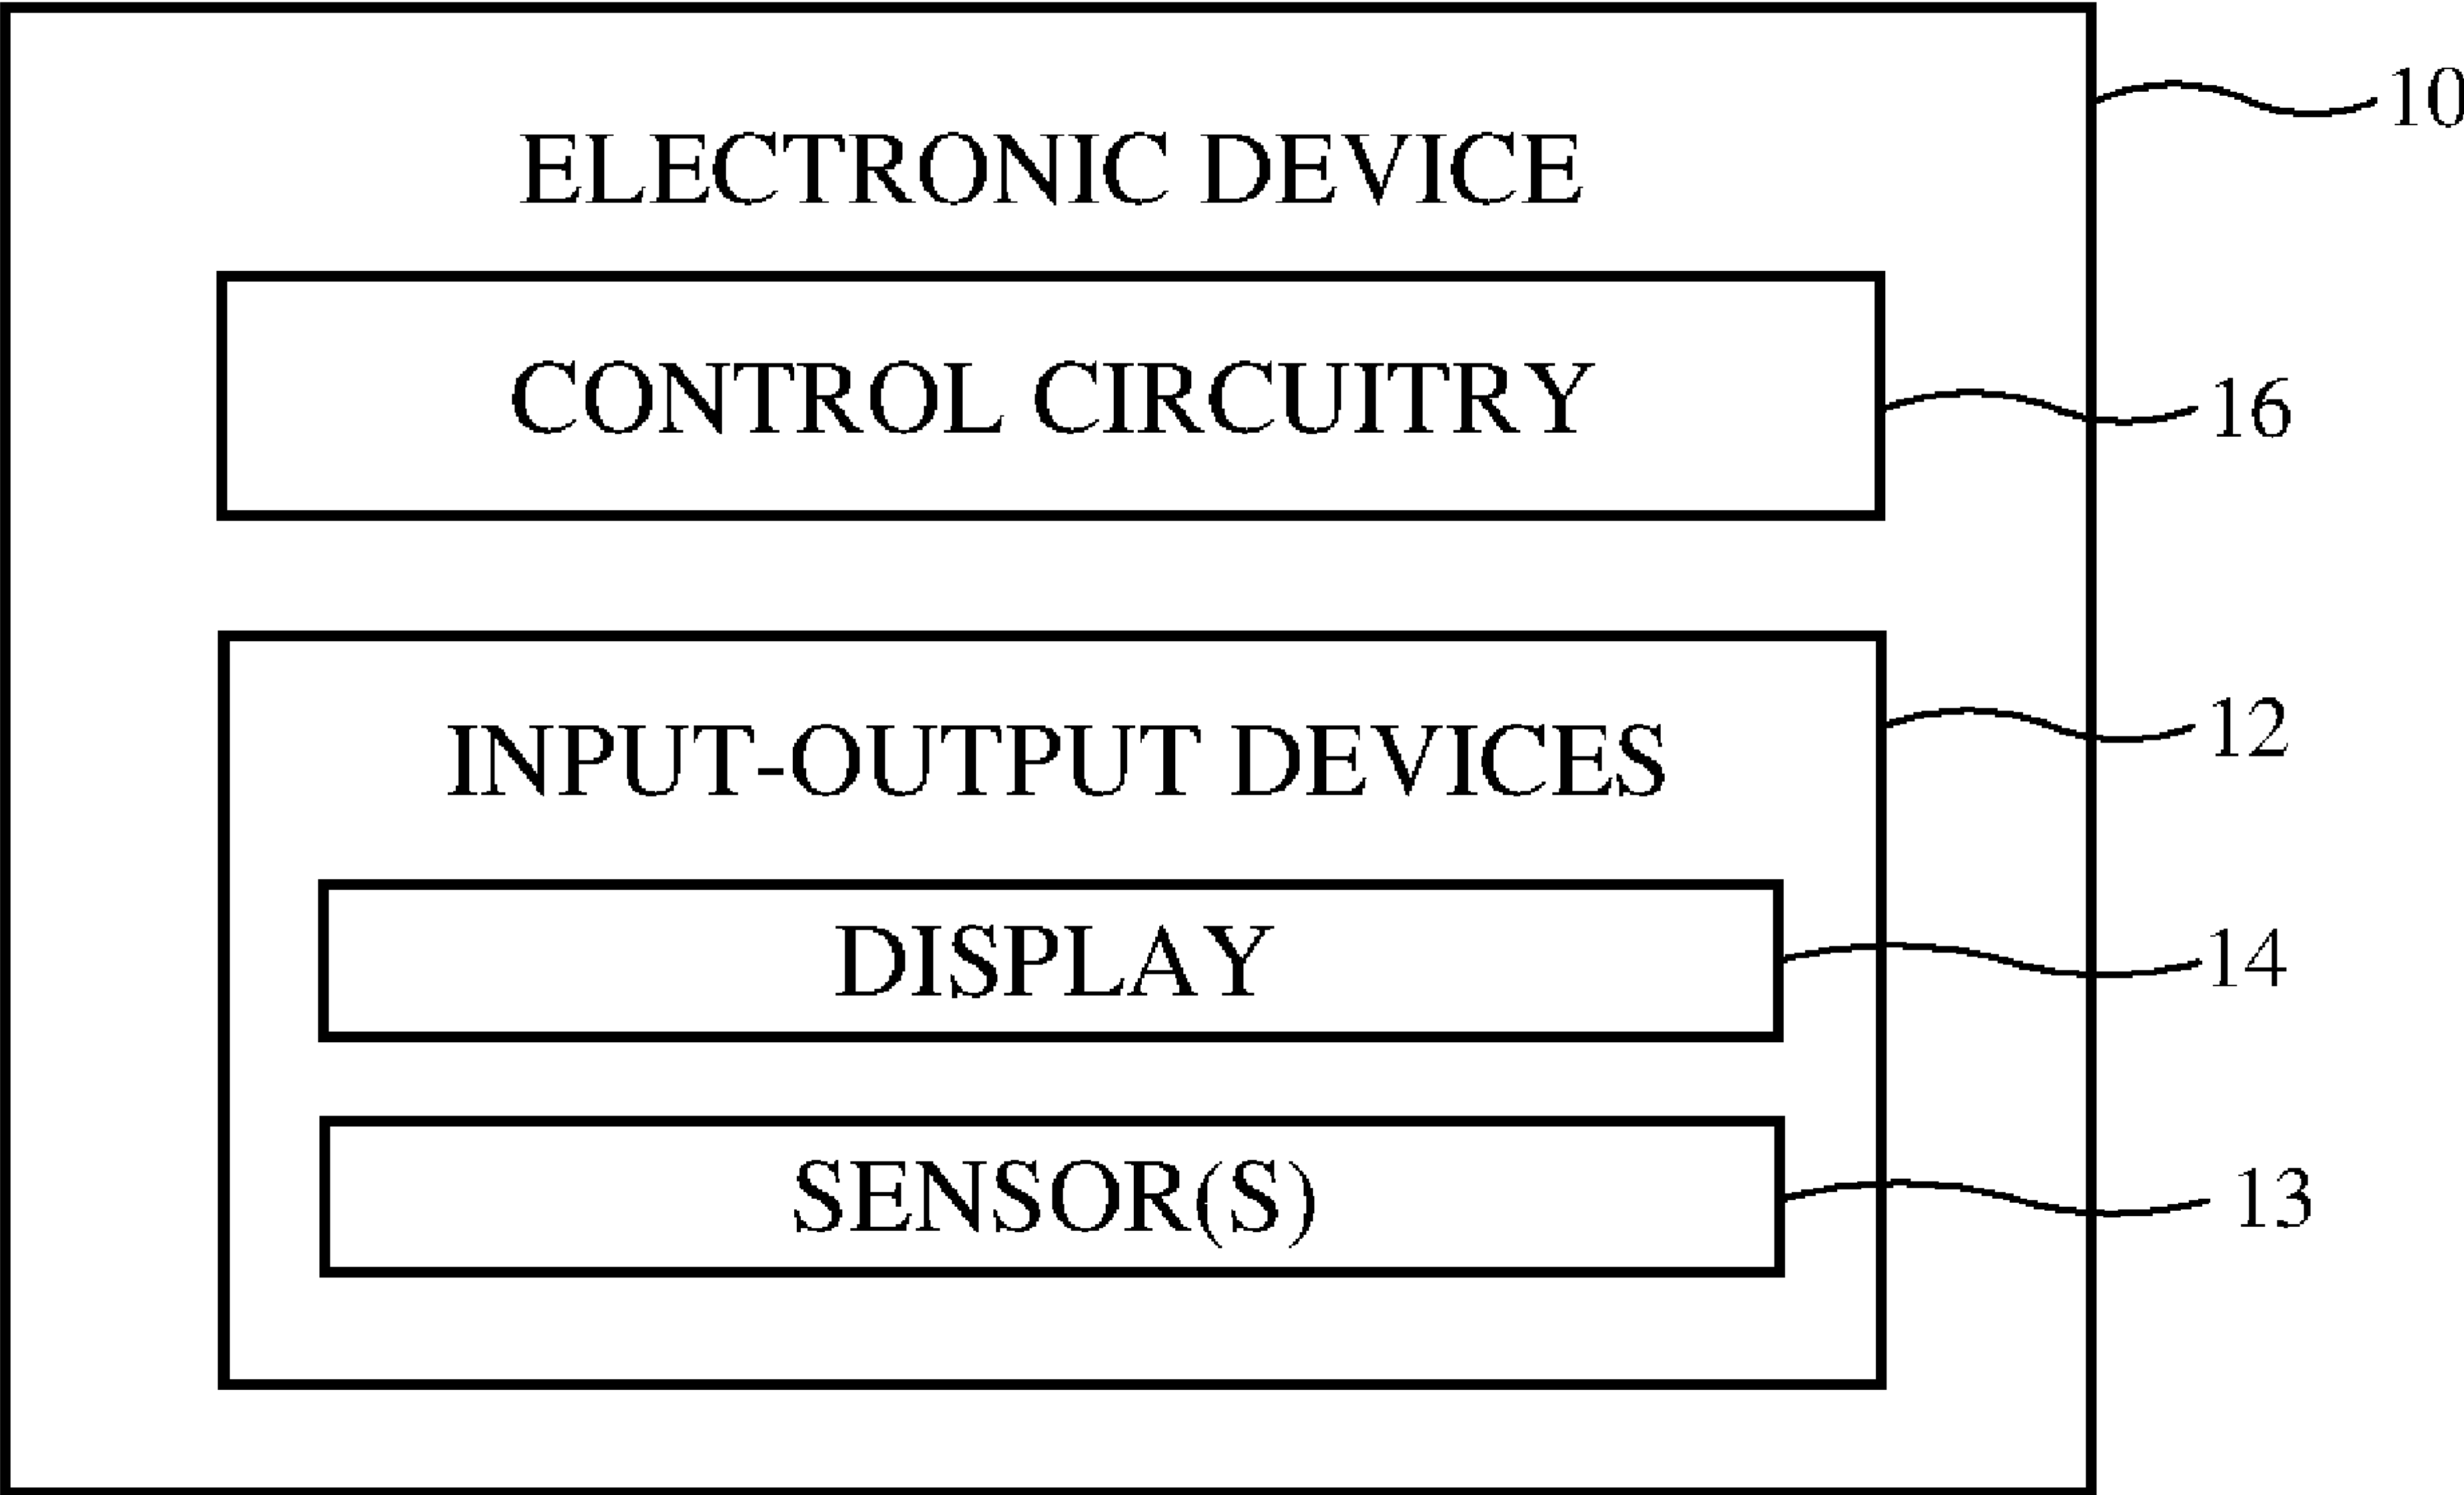 ELECTRONIC DEVICE
10
CONTROL CIRCUITRY
16
INPUT-OUTPUT DEVICES
12
DISPLAY
14
SENSOR(S)
13